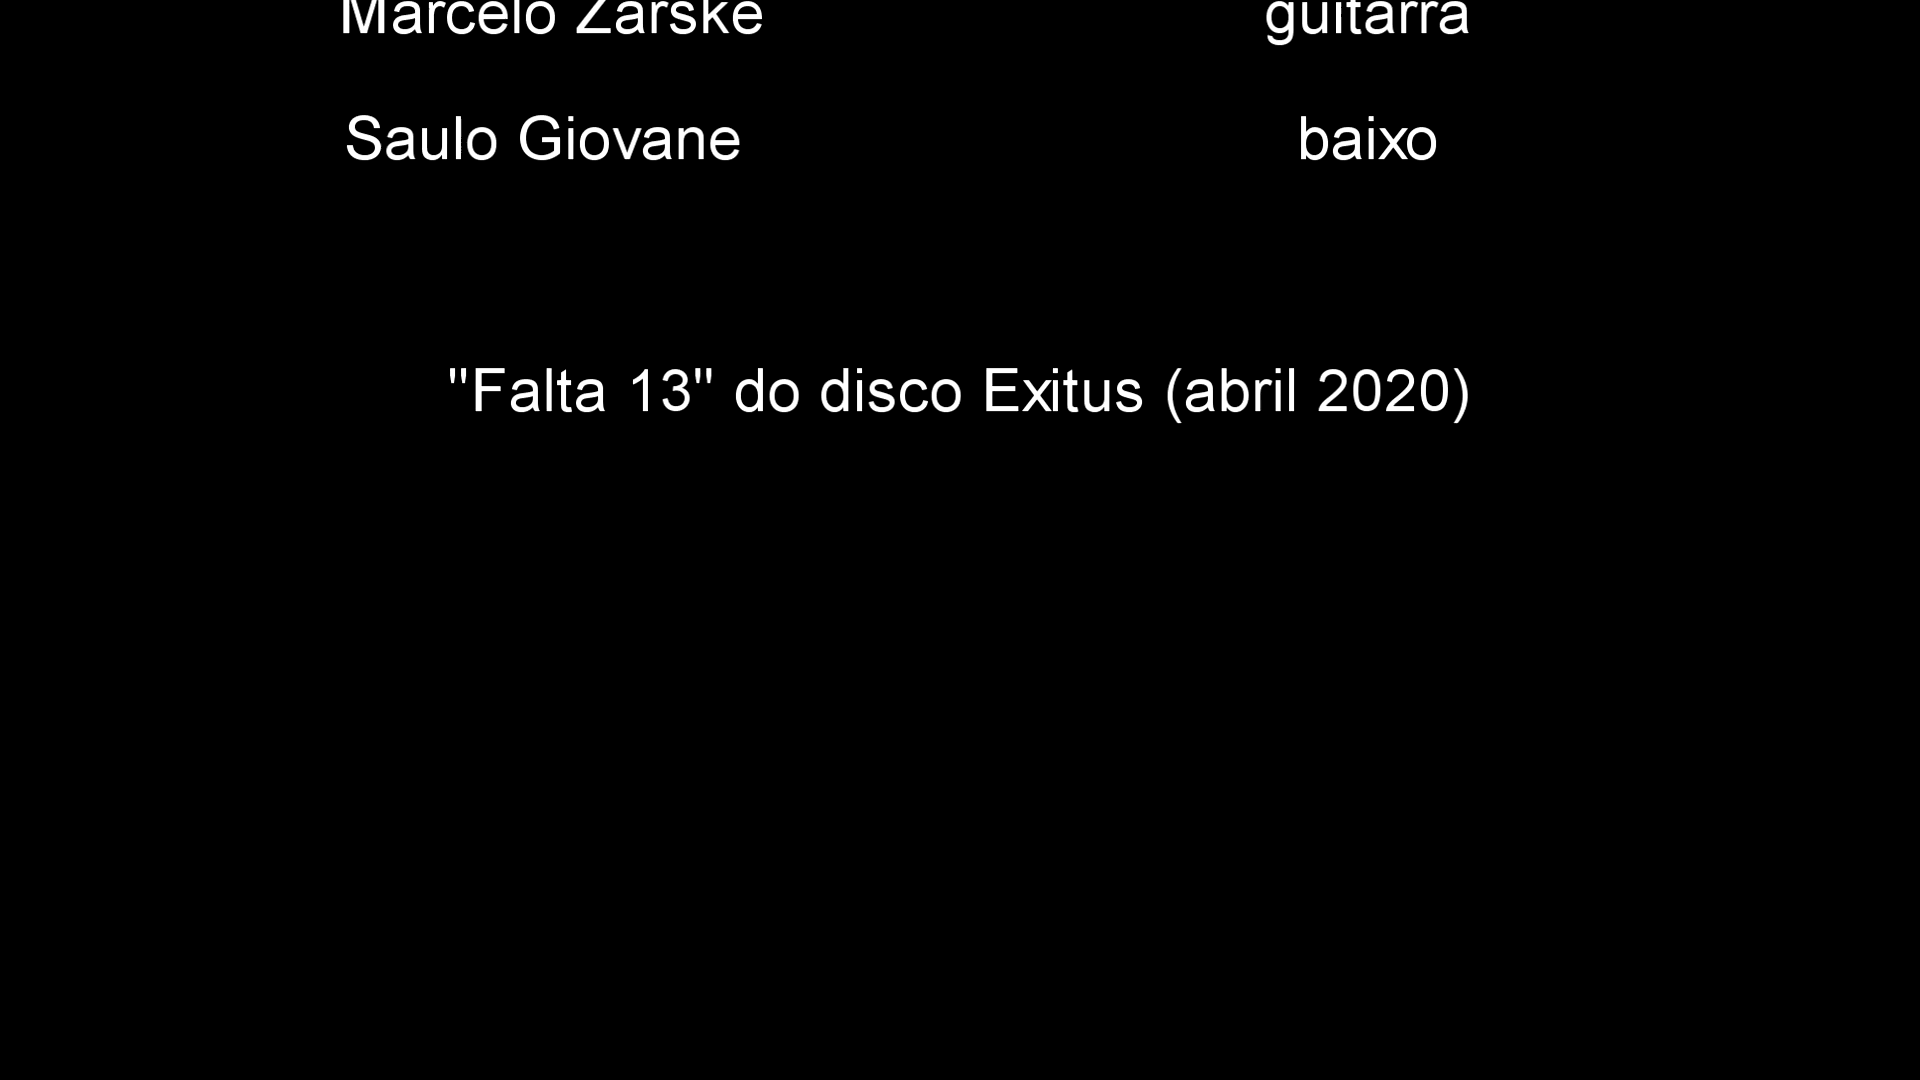 Marcelo Zarske guitarra
Saulo Giovane baixo
"Falta 13" do disco Exitus (abril 2020)